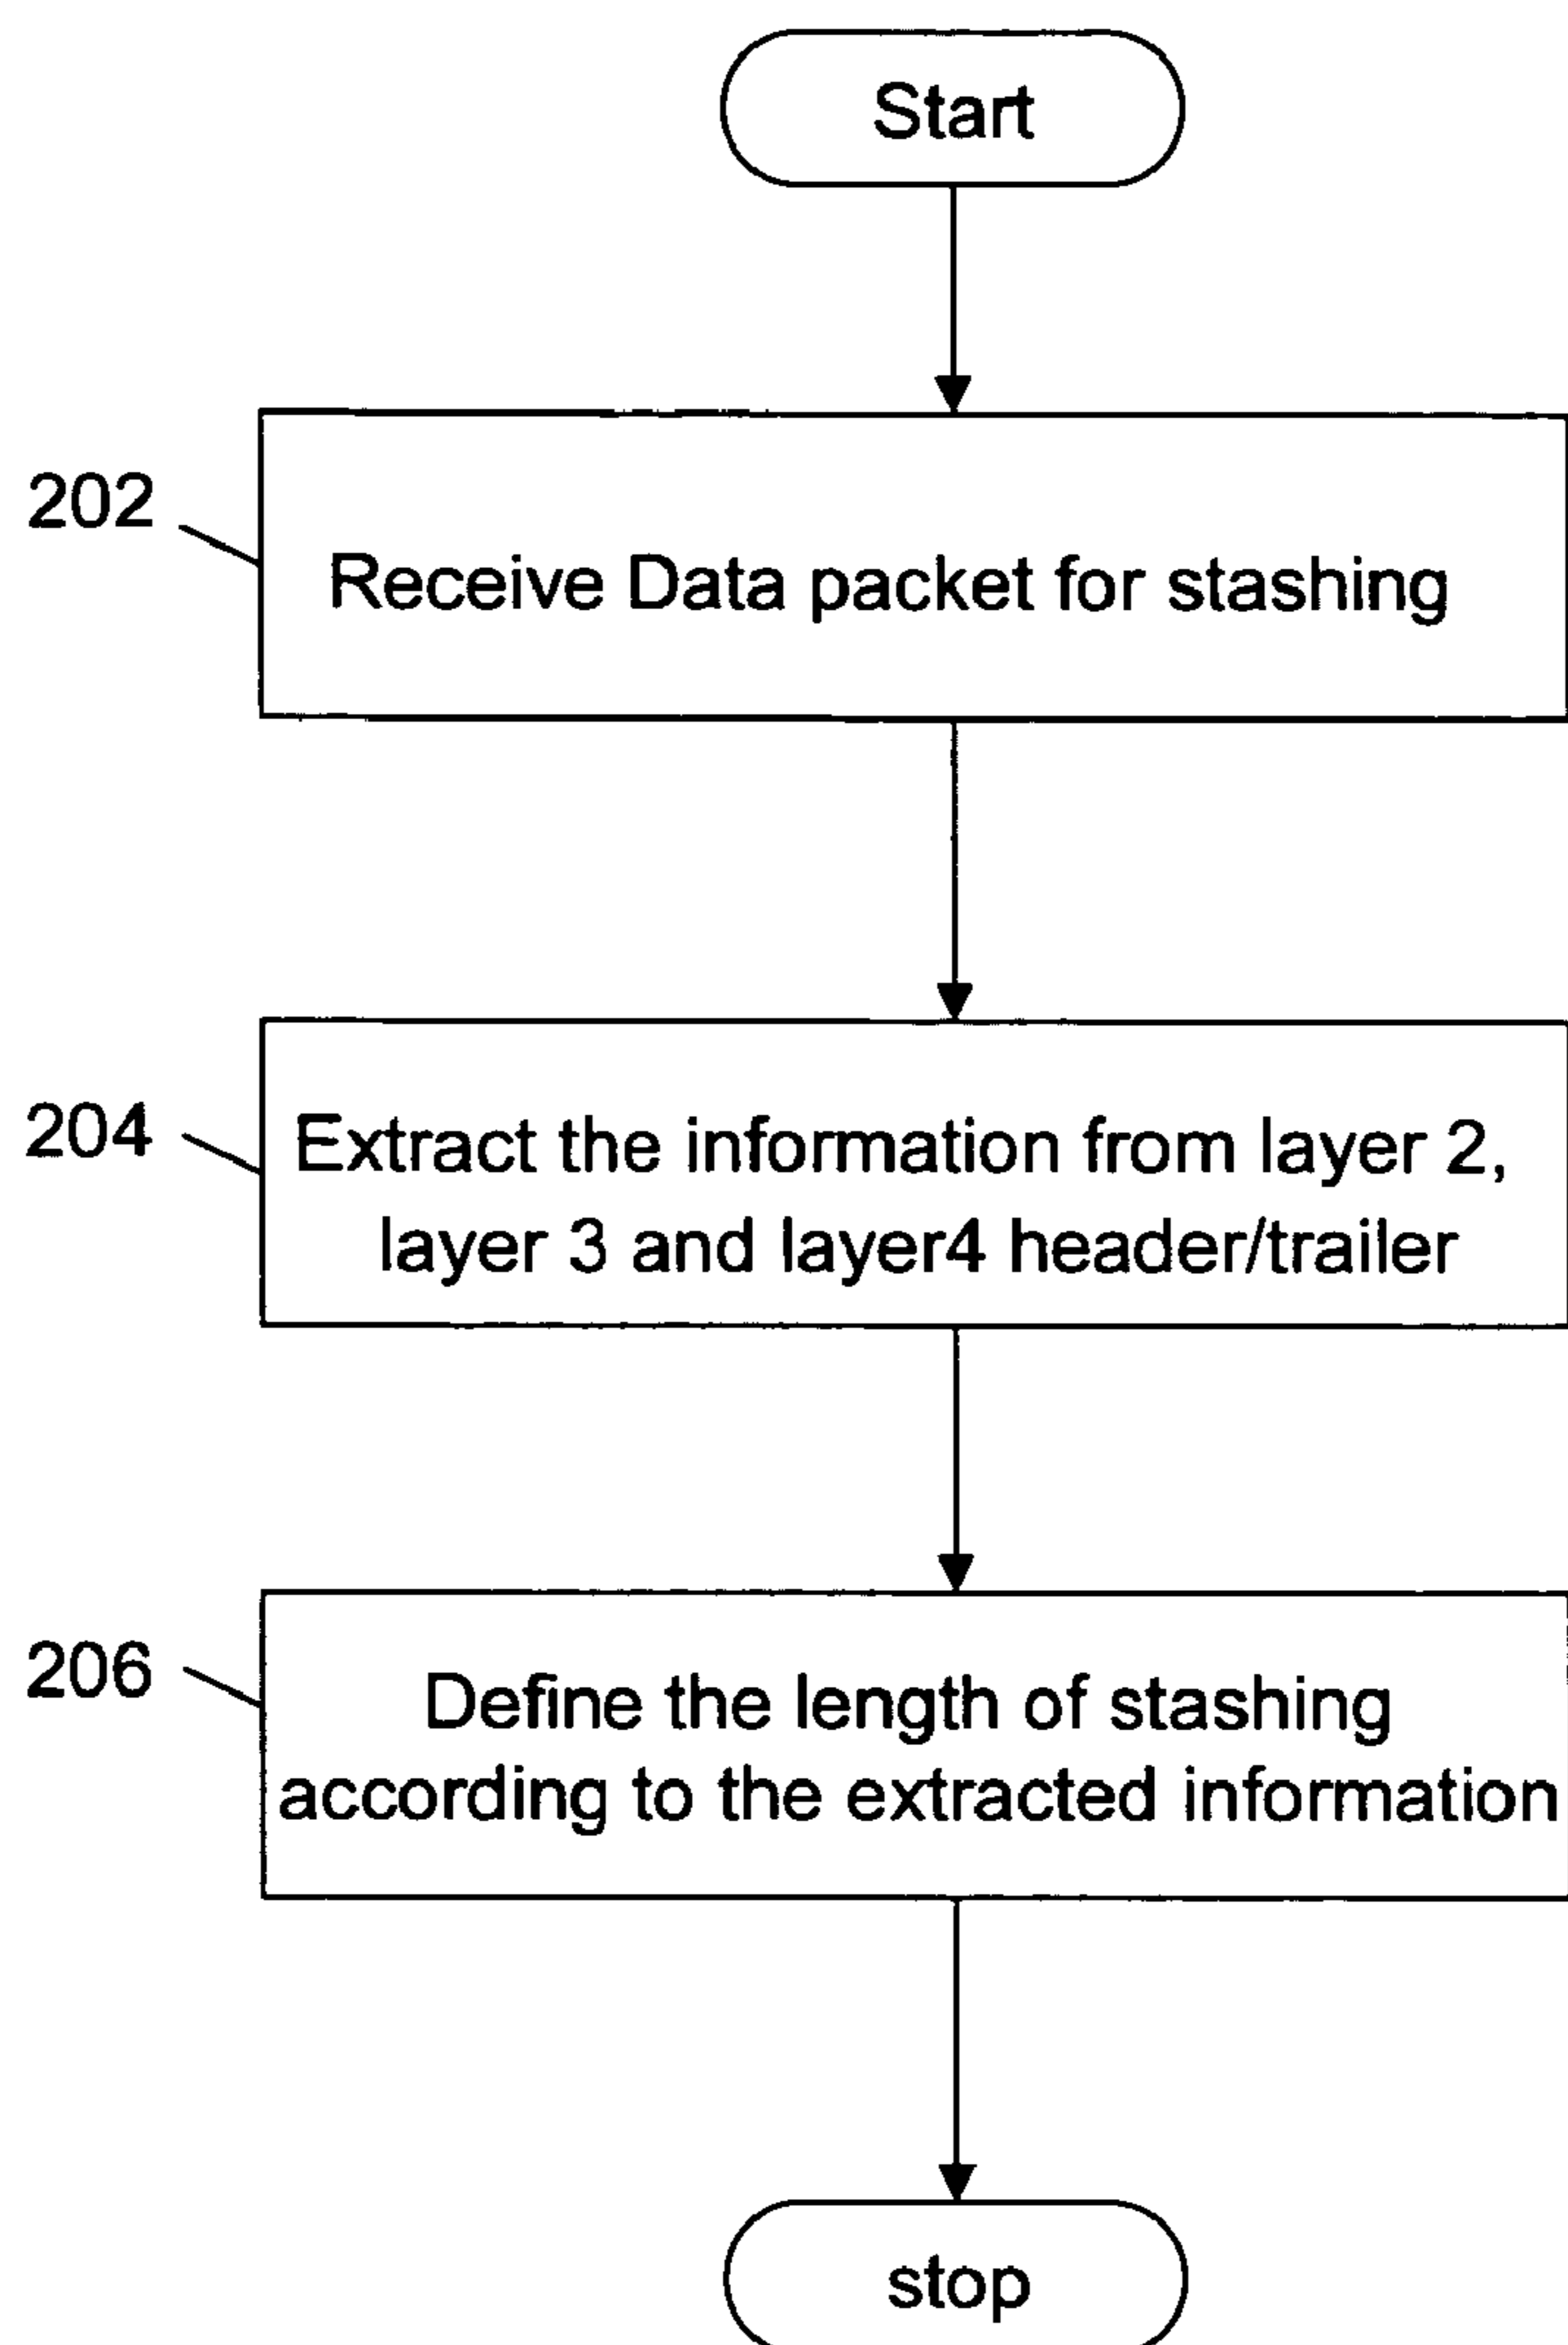 Start
202
Receive Data packet for stashing
204
Extract the information from layer 2,
layer 3 and layer4 header/trailer
206
Define the length of stashing
according to the extracted information
stop